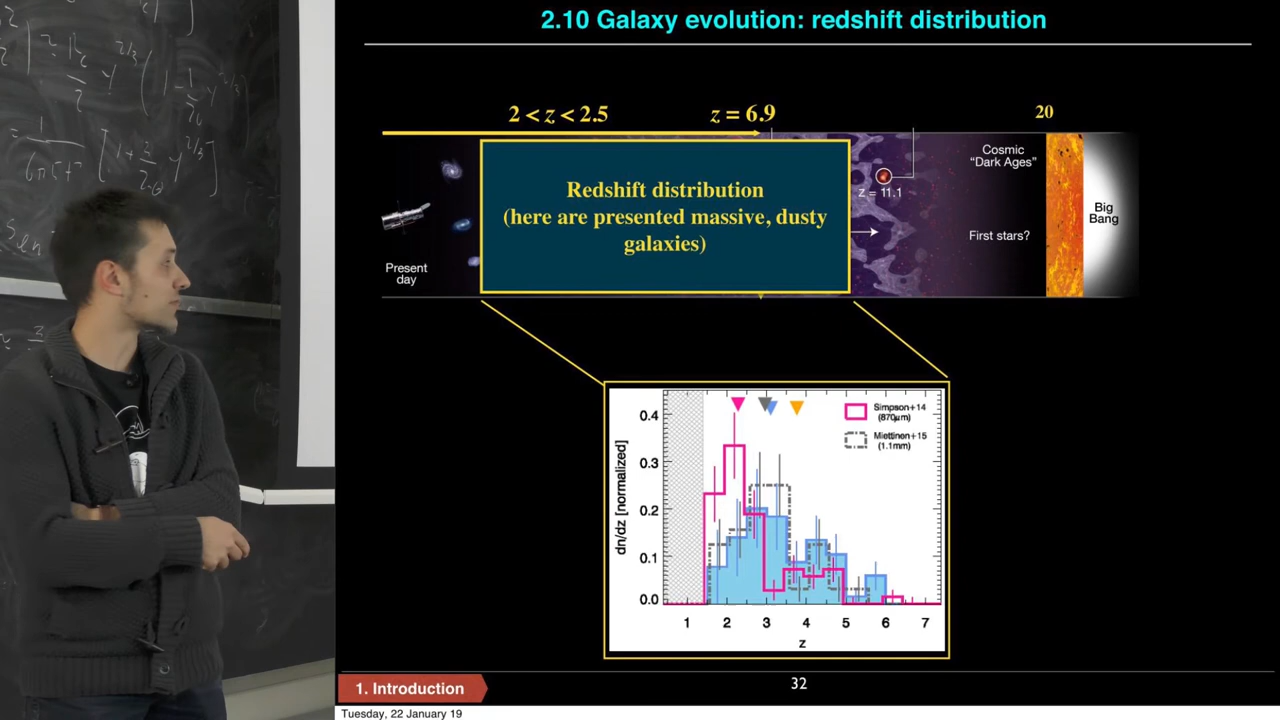 2.10 Galaxy evolution: redshift distribution
2 < z < 2.5
z = 6.9
20
Cosmic
"Dark Ages"
z = 11.1
Big
Bang
First stars?
Present
day
Redshift distribution
(here are presented massive, dusty
galaxies)
Simpson+14
(870μm)
Miettinen+15
(1.1mm)
dn/dz [normalized]
0.4
0.3
0.2
0.1
0.0
1 2 3 4 5 6 7
z
1. Introduction
32
Tuesday, 22 January 19